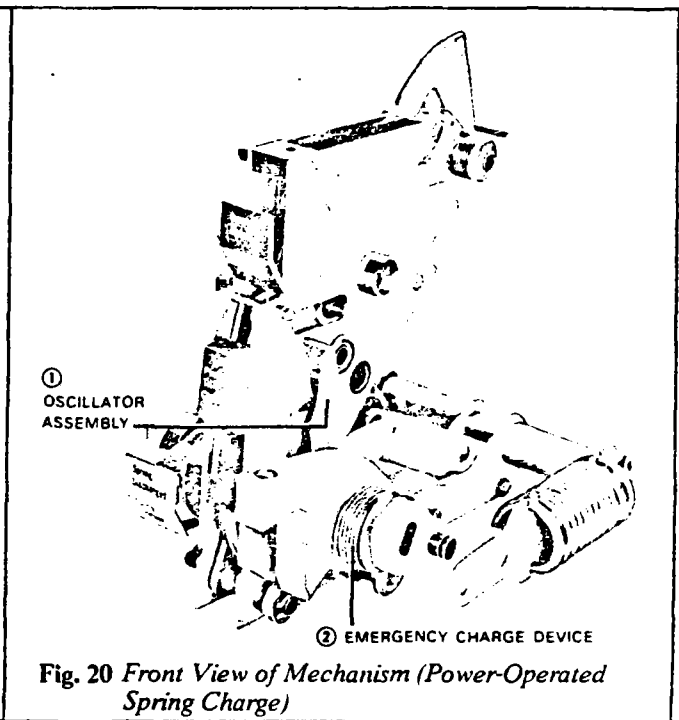 ①
OSCILLATOR
ASSEMBLY
② EMERGENCY CHARGE DEVICE
Fig. 20 Front View of Mechanism (Power-Operated
Spring Charge)